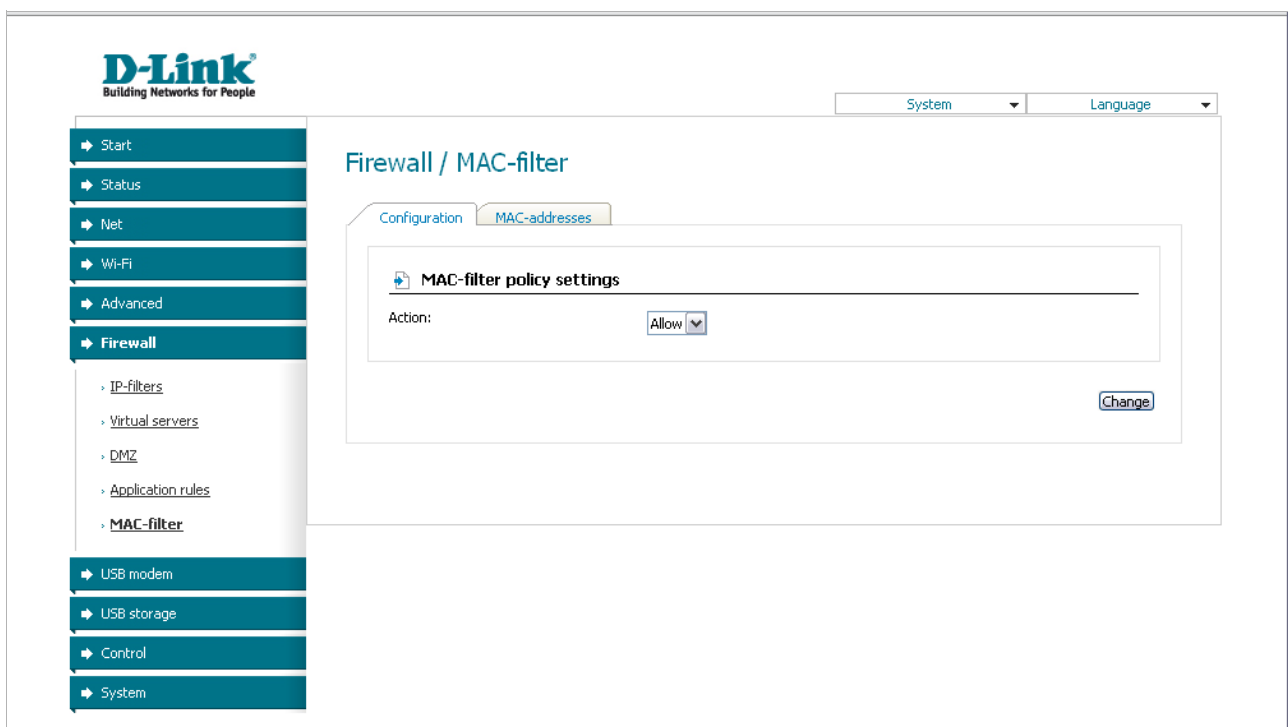 D-Link
Building Networks for People
System
Language
Start
Status
Net
Wi-Fi
Advanced
Firewall
IP-filters
Virtual servers
DMZ
Application rules
MAC-filter
USB modem
USB storage
Control
System
Firewall / MAC-filter
Configuration
MAC-addresses
MAC-filter policy settings
Action:
Allow
Change